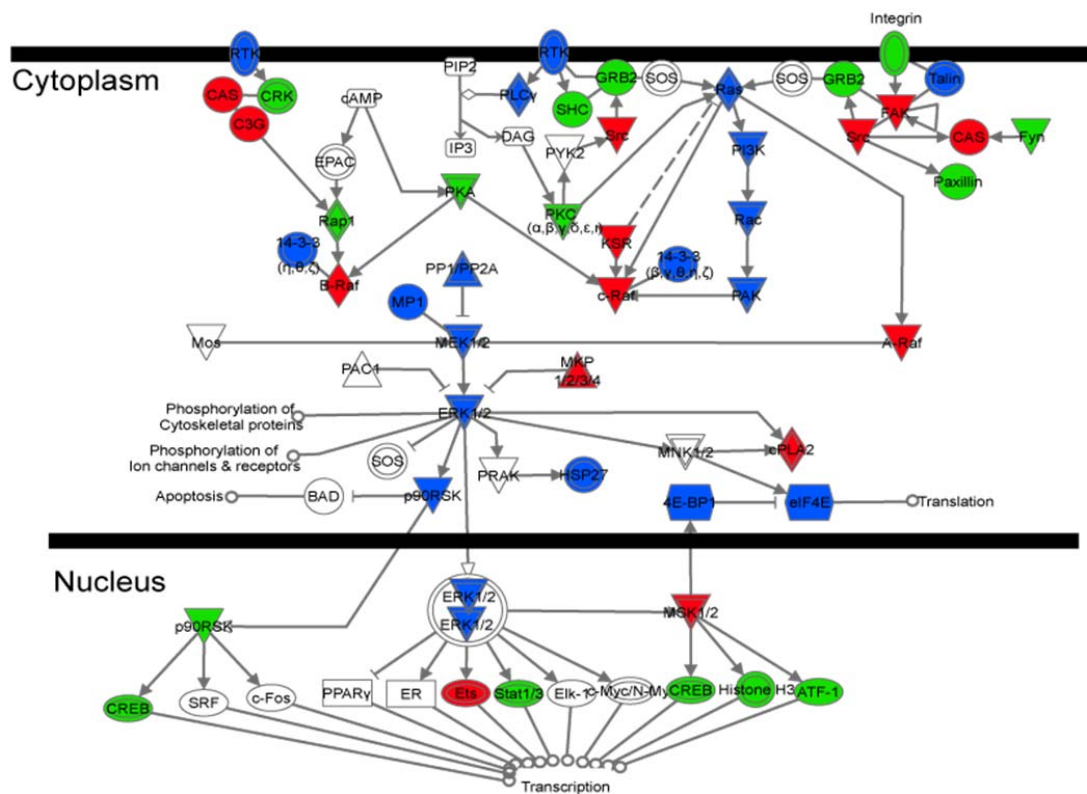 Integrin
RTK
PIP2
RTK
GRB2
SOS
Ras
SOS
GRB2
Talin
Cytoplasm
CAS
CRK
cAMP
PLCγ
SHC
FAK
C3G
IP3
DAG
PYK2
Src
Src
CAS
Fyn
EPAC
PI3K
PKA
Paxillin
Rap1
PKC
(α,β,γ,δ,ε,η)
Rac
14-3-3
(η,θ,ζ)
KSR
14-3-3
(β,γ,θ,η,ζ)
B-Raf
PP1/PP2A
c-Raf
PAK
MP1
Mos
MEK1/2
A-Raf
PAC1
MKP
1/2/3/4
Phosphorylation of
Cytoskeletal proteins
ERK1/2
Phosphorylation of
Ion channels & receptors
SOS
PRAK
HSP27
MNK1/2
cPLA2
Apoptosis
BAD
p90RSK
4E-BP1
eIF4E
Translation
Nucleus
ERK1/2
ERK1/2
p90RSK
MSK1/2
CREB
SRF
c-Fos
PPARγ
ER
Ets
Stat1/3
Elk-1
c-Myc/N-My
CREB
Histone H3
ATF-1
Transcription